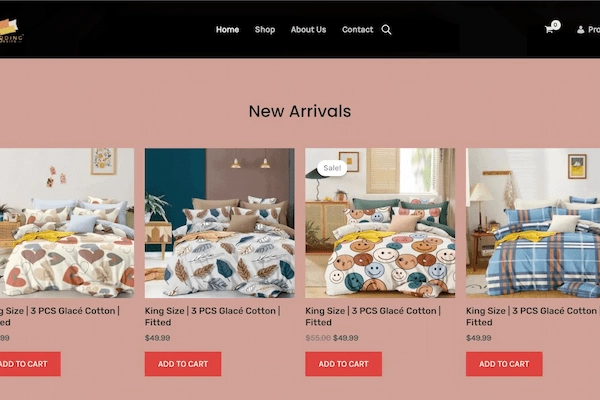 Home Shop About Us Contact 0 Pro
New Arrivals
Sale!
g Size | 3 PCS Glacé Cotton | King Size | 3 PCS Glacé Cotton | King Size | 3 PCS Glacé Cotton | King Size | 3 PCS Glacé Cotton |
ed Fitted Fitted Fitted
.99 $49.99 $55.00 $49.99 $49.99
ADD TO CART ADD TO CART ADD TO CART ADD TO CART